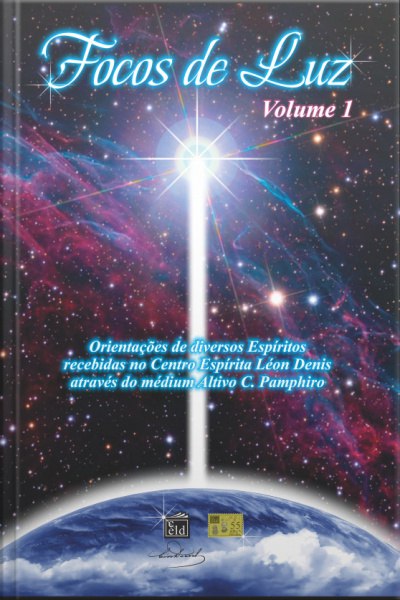 Focos de Luz
Volume 1
Orientações de diversos Espíritos
recebidas no Centro Espírita Léon Denis
através do médium Altivo C. Pamphiro
55